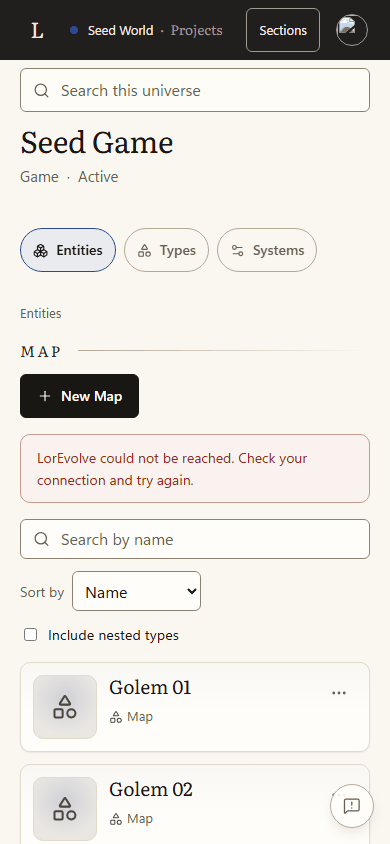 L
Seed World · Projects
Sections
Search this universe
Seed Game
Game · Active
Entities
Types
Systems
Entities
MAP
New Map
LorEvolve could not be reached. Check your
connection and try again.
Search by name
Sort by
Name
Include nested types
Golem 01
Map
Golem 02
Map